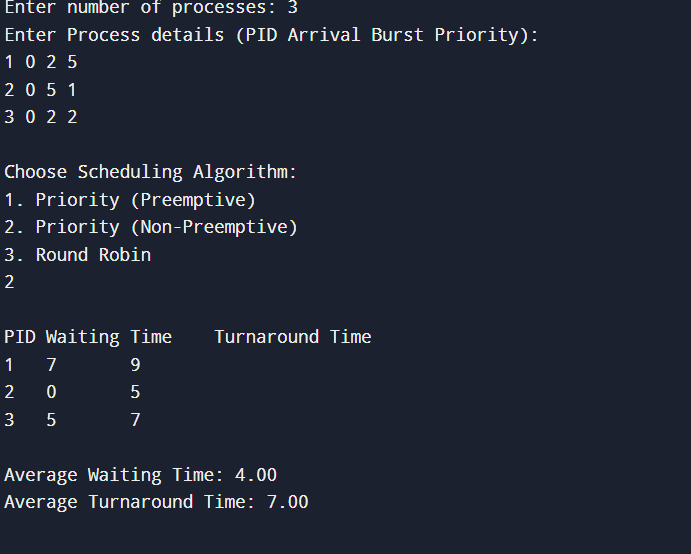 Enter number of processes: 3
Enter Process details (PID Arrival Burst Priority):
1 0 2 5
2 0 5 1
3 0 2 2
Choose Scheduling Algorithm:
1. Priority (Preemptive)
2. Priority (Non-Preemptive)
3. Round Robin
2
PID Waiting Time    Turnaround Time
1   7       9
2   0       5
3   5       7
Average Waiting Time: 4.00
Average Turnaround Time: 7.00